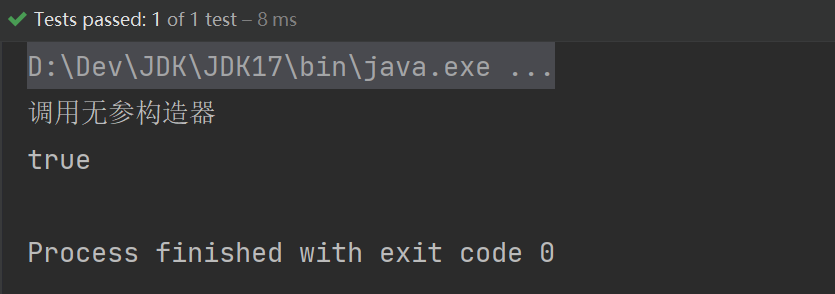 Tests passed: 1 of 1 test – 8 ms
D:\Dev\JDK\JDK17\bin\java.exe ...
调用无参构造器
true
Process finished with exit code 0